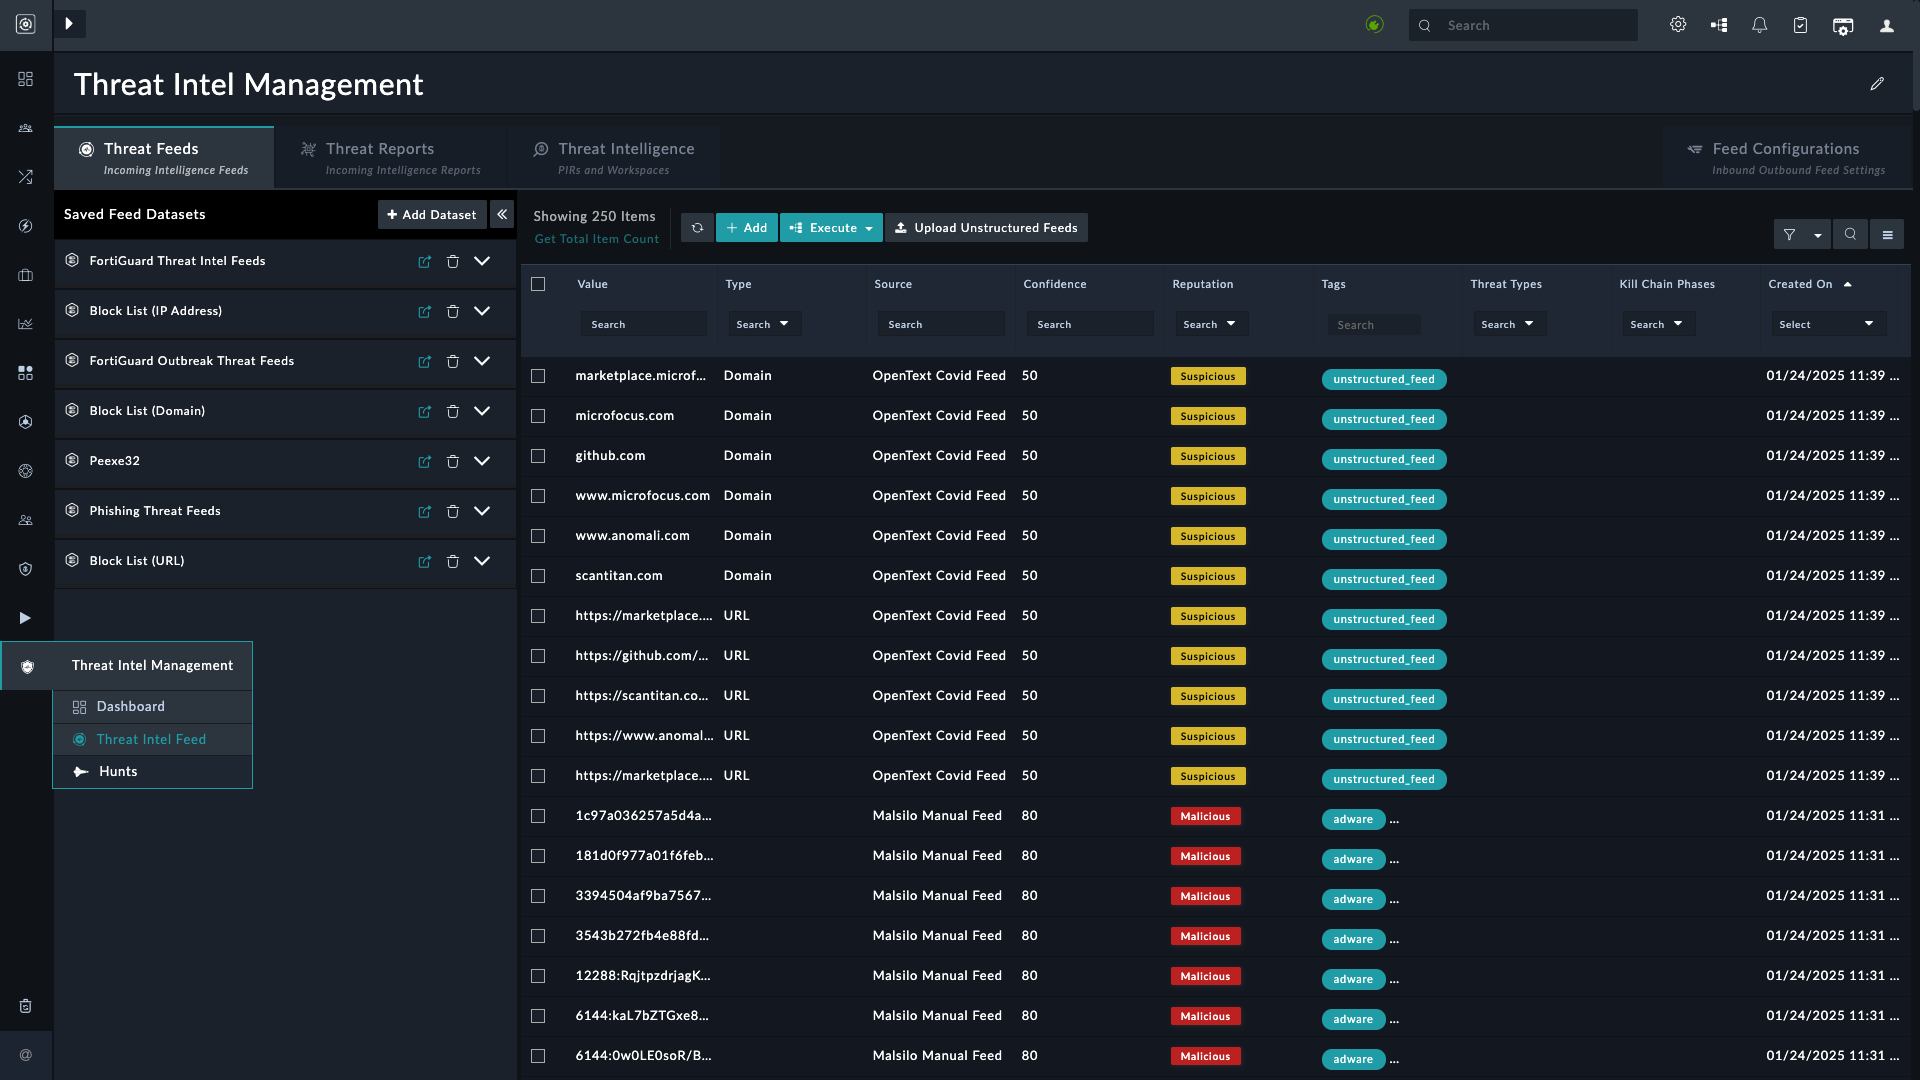 Search
Threat Intel Management
Threat Feeds
Incoming Intelligence Feeds
Threat Reports
Incoming Intelligence Reports
Threat Intelligence
PIRs and Workspaces
Feed Configurations
Inbound Outbound Feed Settings
Saved Feed Datasets
+ Add Dataset
FortiGuard Threat Intel Feeds
Block List (IP Address)
FortiGuard Outbreak Threat Feeds
Block List (Domain)
Peexe32
Phishing Threat Feeds
Block List (URL)
Threat Intel Management
Dashboard
Threat Intel Feed
Hunts
Showing 250 Items
Get Total Item Count
+ Add
Execute
Upload Unstructured Feeds
Value Type Source Confidence Reputation Tags Threat Types Kill Chain Phases Created On
Search Search Search Search Search Search Search Search Select
marketplace.microf... Domain OpenText Covid Feed 50 Suspicious unstructured_feed 01/24/2025 11:39 ...
microfocus.com Domain OpenText Covid Feed 50 Suspicious unstructured_feed 01/24/2025 11:39 ...
github.com Domain OpenText Covid Feed 50 Suspicious unstructured_feed 01/24/2025 11:39 ...
www.microfocus.com Domain OpenText Covid Feed 50 Suspicious unstructured_feed 01/24/2025 11:39 ...
www.anomali.com Domain OpenText Covid Feed 50 Suspicious unstructured_feed 01/24/2025 11:39 ...
scantitan.com Domain OpenText Covid Feed 50 Suspicious unstructured_feed 01/24/2025 11:39 ...
https://marketplace.... URL OpenText Covid Feed 50 Suspicious unstructured_feed 01/24/2025 11:39 ...
https://github.com/... URL OpenText Covid Feed 50 Suspicious unstructured_feed 01/24/2025 11:39 ...
https://scantitan.co... URL OpenText Covid Feed 50 Suspicious unstructured_feed 01/24/2025 11:39 ...
https://www.anomal... URL OpenText Covid Feed 50 Suspicious unstructured_feed 01/24/2025 11:39 ...
https://marketplace.... URL OpenText Covid Feed 50 Suspicious unstructured_feed 01/24/2025 11:39 ...
1c97a036257a5d4a... Malsilo Manual Feed 80 Malicious adware ... 01/24/2025 11:31 ...
181d0f977a01f6feb... Malsilo Manual Feed 80 Malicious adware ... 01/24/2025 11:31 ...
3394504af9ba7567... Malsilo Manual Feed 80 Malicious adware ... 01/24/2025 11:31 ...
3543b272fb4e88fd... Malsilo Manual Feed 80 Malicious adware ... 01/24/2025 11:31 ...
12288:RqjtpzdrjagK... Malsilo Manual Feed 80 Malicious adware ... 01/24/2025 11:31 ...
6144:kaL7bZTGxe8... Malsilo Manual Feed 80 Malicious adware ... 01/24/2025 11:31 ...
6144:0w0LE0soR/B... Malsilo Manual Feed 80 Malicious adware ... 01/24/2025 11:31 ...